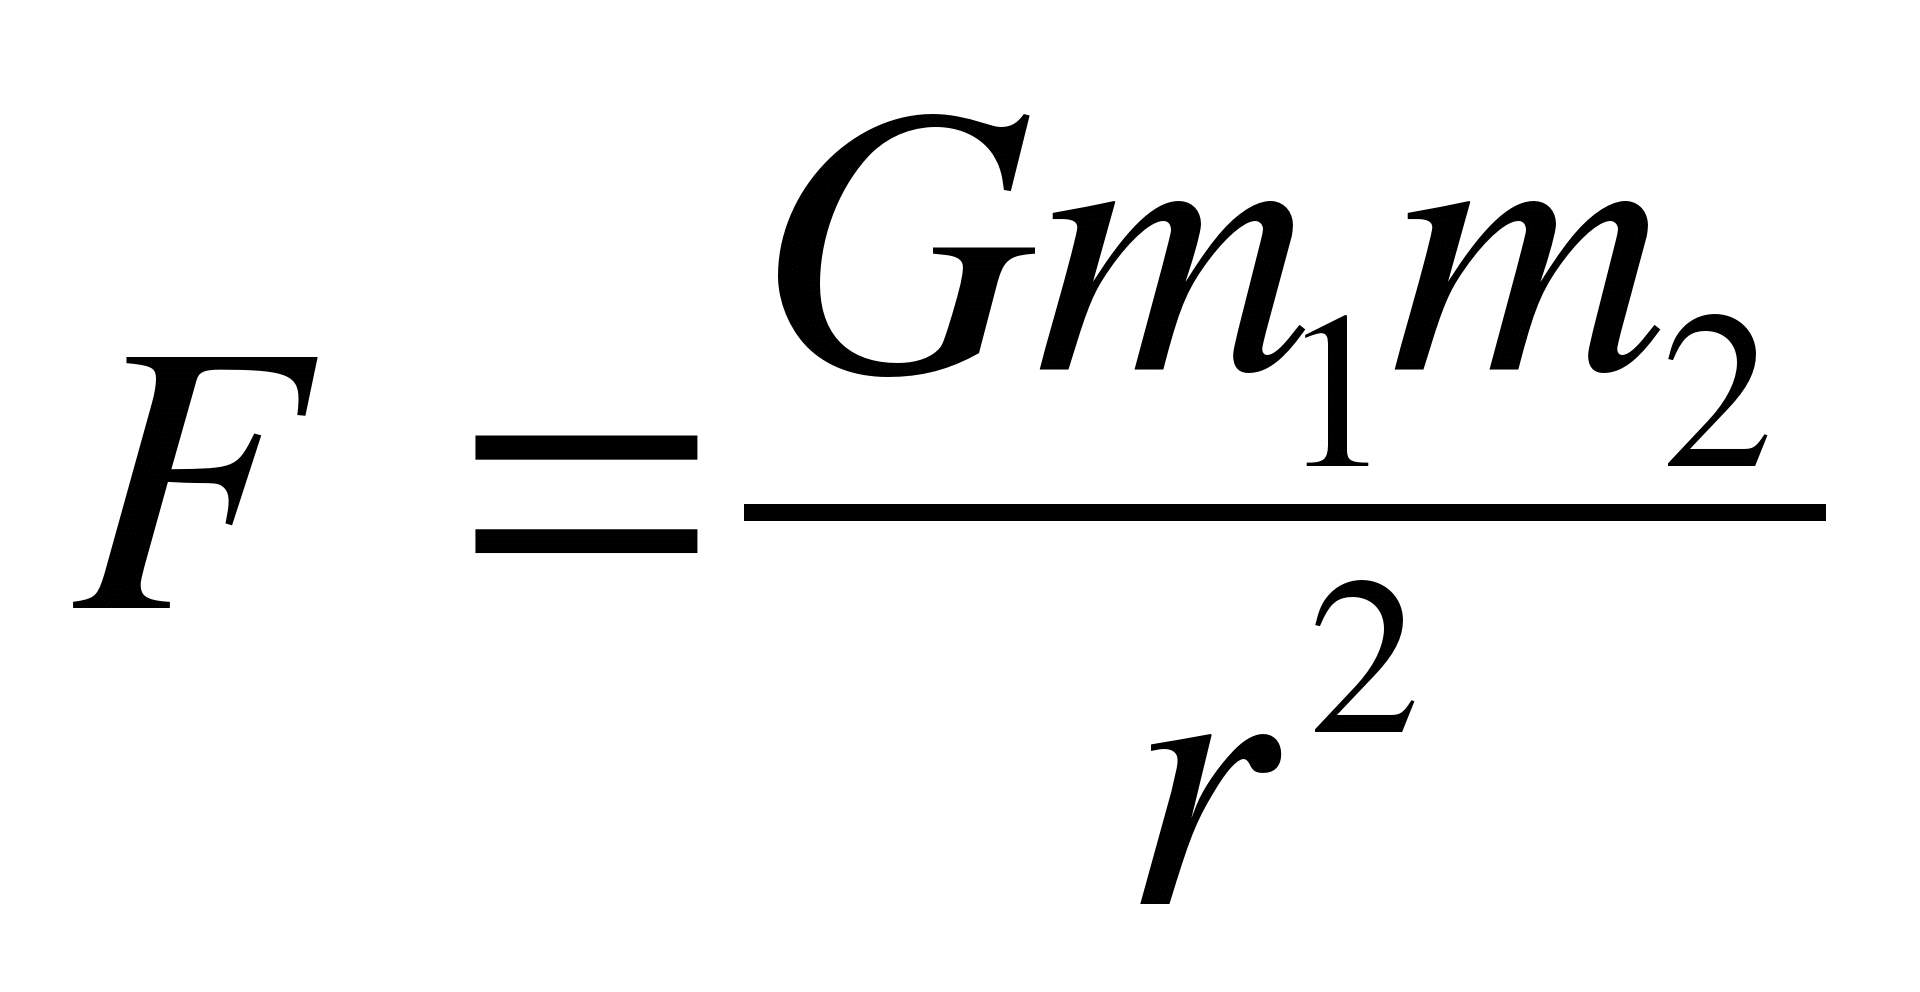 F = Gm₁m₂ / r²